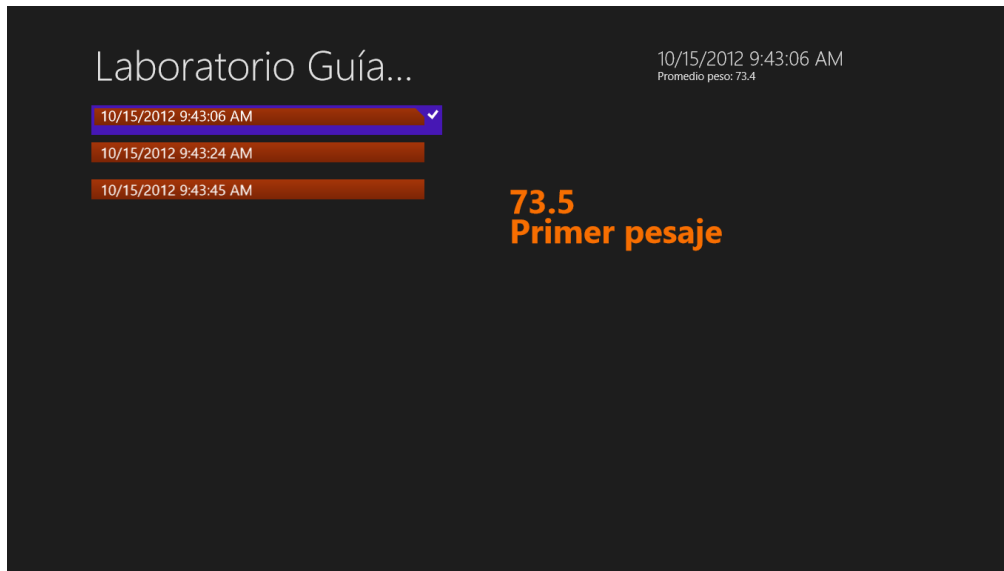 Laboratorio Guía...
10/15/2012 9:43:06 AM
Promedio peso: 73.4
10/15/2012 9:43:06 AM
10/15/2012 9:43:24 AM
10/15/2012 9:43:45 AM
73.5
Primer pesaje